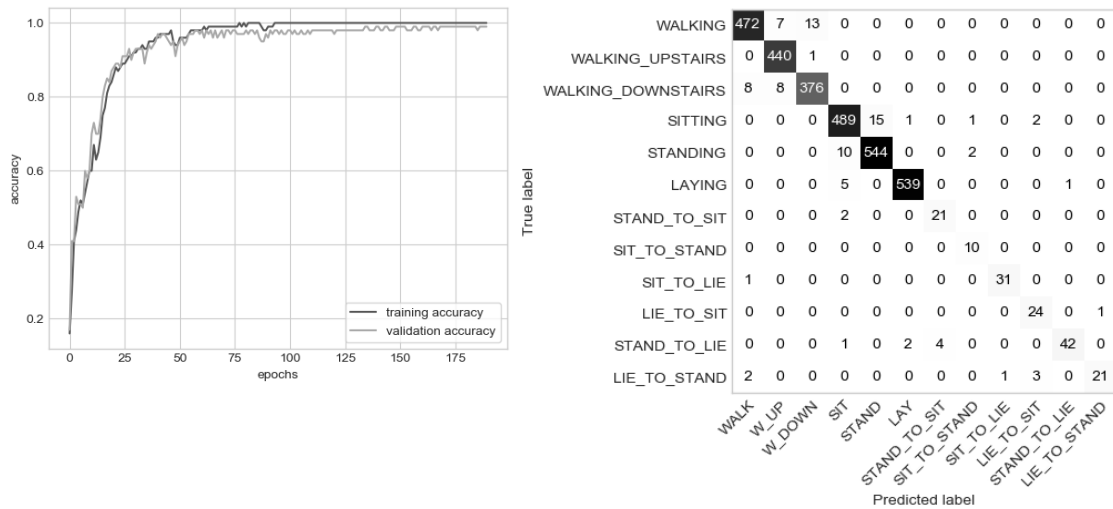 1.0
0.8
0.6
0.4
0.2
accuracy
training accuracy
validation accuracy
0 25 50 75 100 125 150 175
epochs
True label
WALKING 472 7 13 0 0 0 0 0 0 0 0 0
WALKING_UPSTAIRS 0 440 1 0 0 0 0 0 0 0 0 0
WALKING_DOWNSTAIRS 8 8 376 0 0 0 0 0 0 0 0 0
SITTING 0 0 0 489 15 1 0 1 0 2 0 0
STANDING 0 0 0 10 544 0 0 2 0 0 0 0
LAYING 0 0 0 5 0 539 0 0 0 0 1 0
STAND_TO_SIT 0 0 0 2 0 0 21 0 0 0 0 0
SIT_TO_STAND 0 0 0 0 0 0 0 10 0 0 0 0
SIT_TO_LIE 1 0 0 0 0 0 0 0 31 0 0 0
LIE_TO_SIT 0 0 0 0 0 0 0 0 0 24 0 1
STAND_TO_LIE 0 0 0 1 0 2 4 0 0 0 42 0
LIE_TO_STAND 2 0 0 0 0 0 0 0 1 3 0 21
WALK
W_UP
W_DOWN
SIT
STAND
LAY
STAND_TO_SIT
SIT_TO_STAND
SIT_TO_LIE
LIE_TO_SIT
STAND_TO_LIE
LIE_TO_STAND
Predicted label